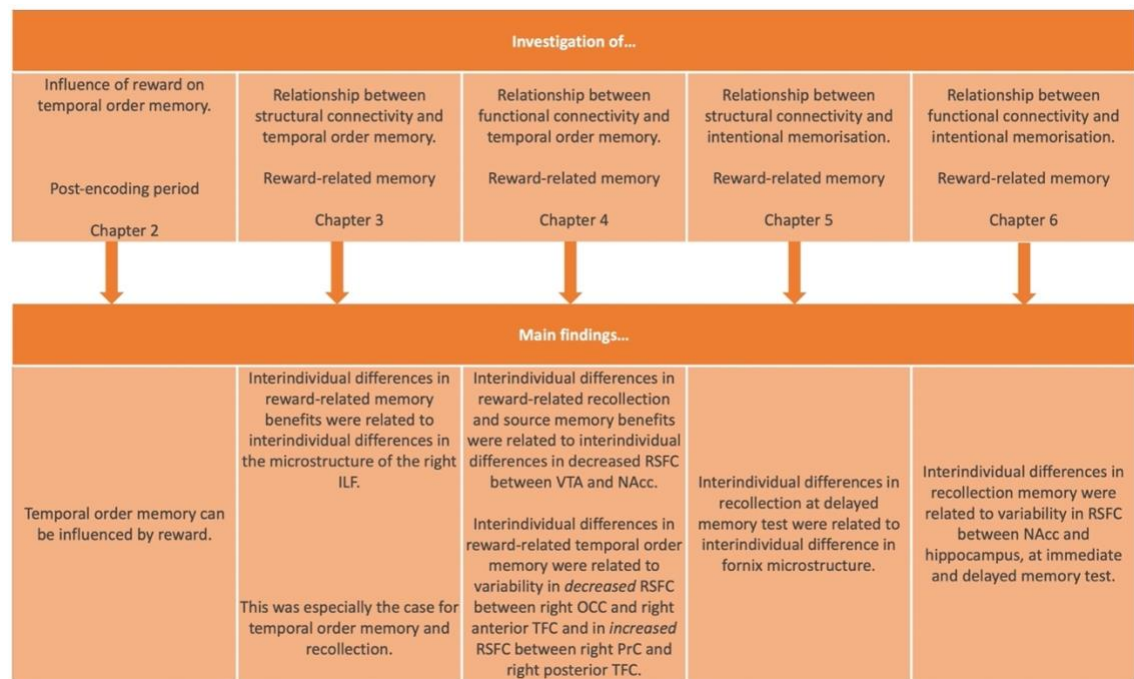 Investigation of...
Influence of reward on
temporal order memory.
Post-encoding period
Chapter 2
Relationship between
structural connectivity
and temporal order
memory.
Reward-related memory
Chapter 3
Relationship between
functional connectivity
and temporal order
memory.
Reward-related memory
Chapter 4
Relationship between
structural connectivity
and intentional
memorisation.
Reward-related memory
Chapter 5
Relationship between
functional connectivity
and intentional
memorisation.
Reward-related memory
Chapter 6
Main findings...
Temporal order memory can
be influenced by reward.
Interindividual differences in
reward-related memory
benefits were related to
interindividual differences in
the microstructure of the right
ILF.
This was especially the case for
temporal order memory and
recollection.
Interindividual differences in
reward-related recollection
and source memory benefits
were related to interindividual
differences in decreased RSFC
between VTA and NAcc.
Interindividual differences in
reward-related temporal order
memory were related to
variability in decreased RSFC
between right OCC and right
anterior TFC and in increased
RSFC between right PrC and
right posterior TFC.
Interindividual differences in
recollection at delayed
memory test were related to
interindividual difference in
fornix microstructure.
Interindividual differences in
recollection memory were
related to variability in RSFC
between NAcc and
hippocampus, at immediate
and delayed memory test.